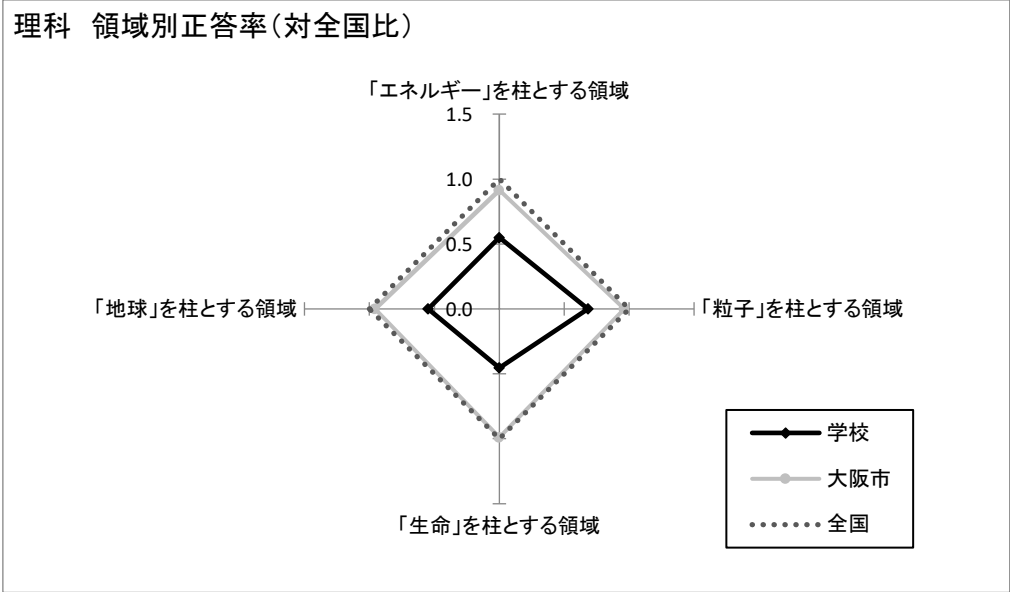 理科　領域別正答率（対全国比）
「エネルギー」を柱とする領域
1.5
1.0
0.5
0.0
「地球」を柱とする領域
「粒子」を柱とする領域
「生命」を柱とする領域
学校
大阪市
全国